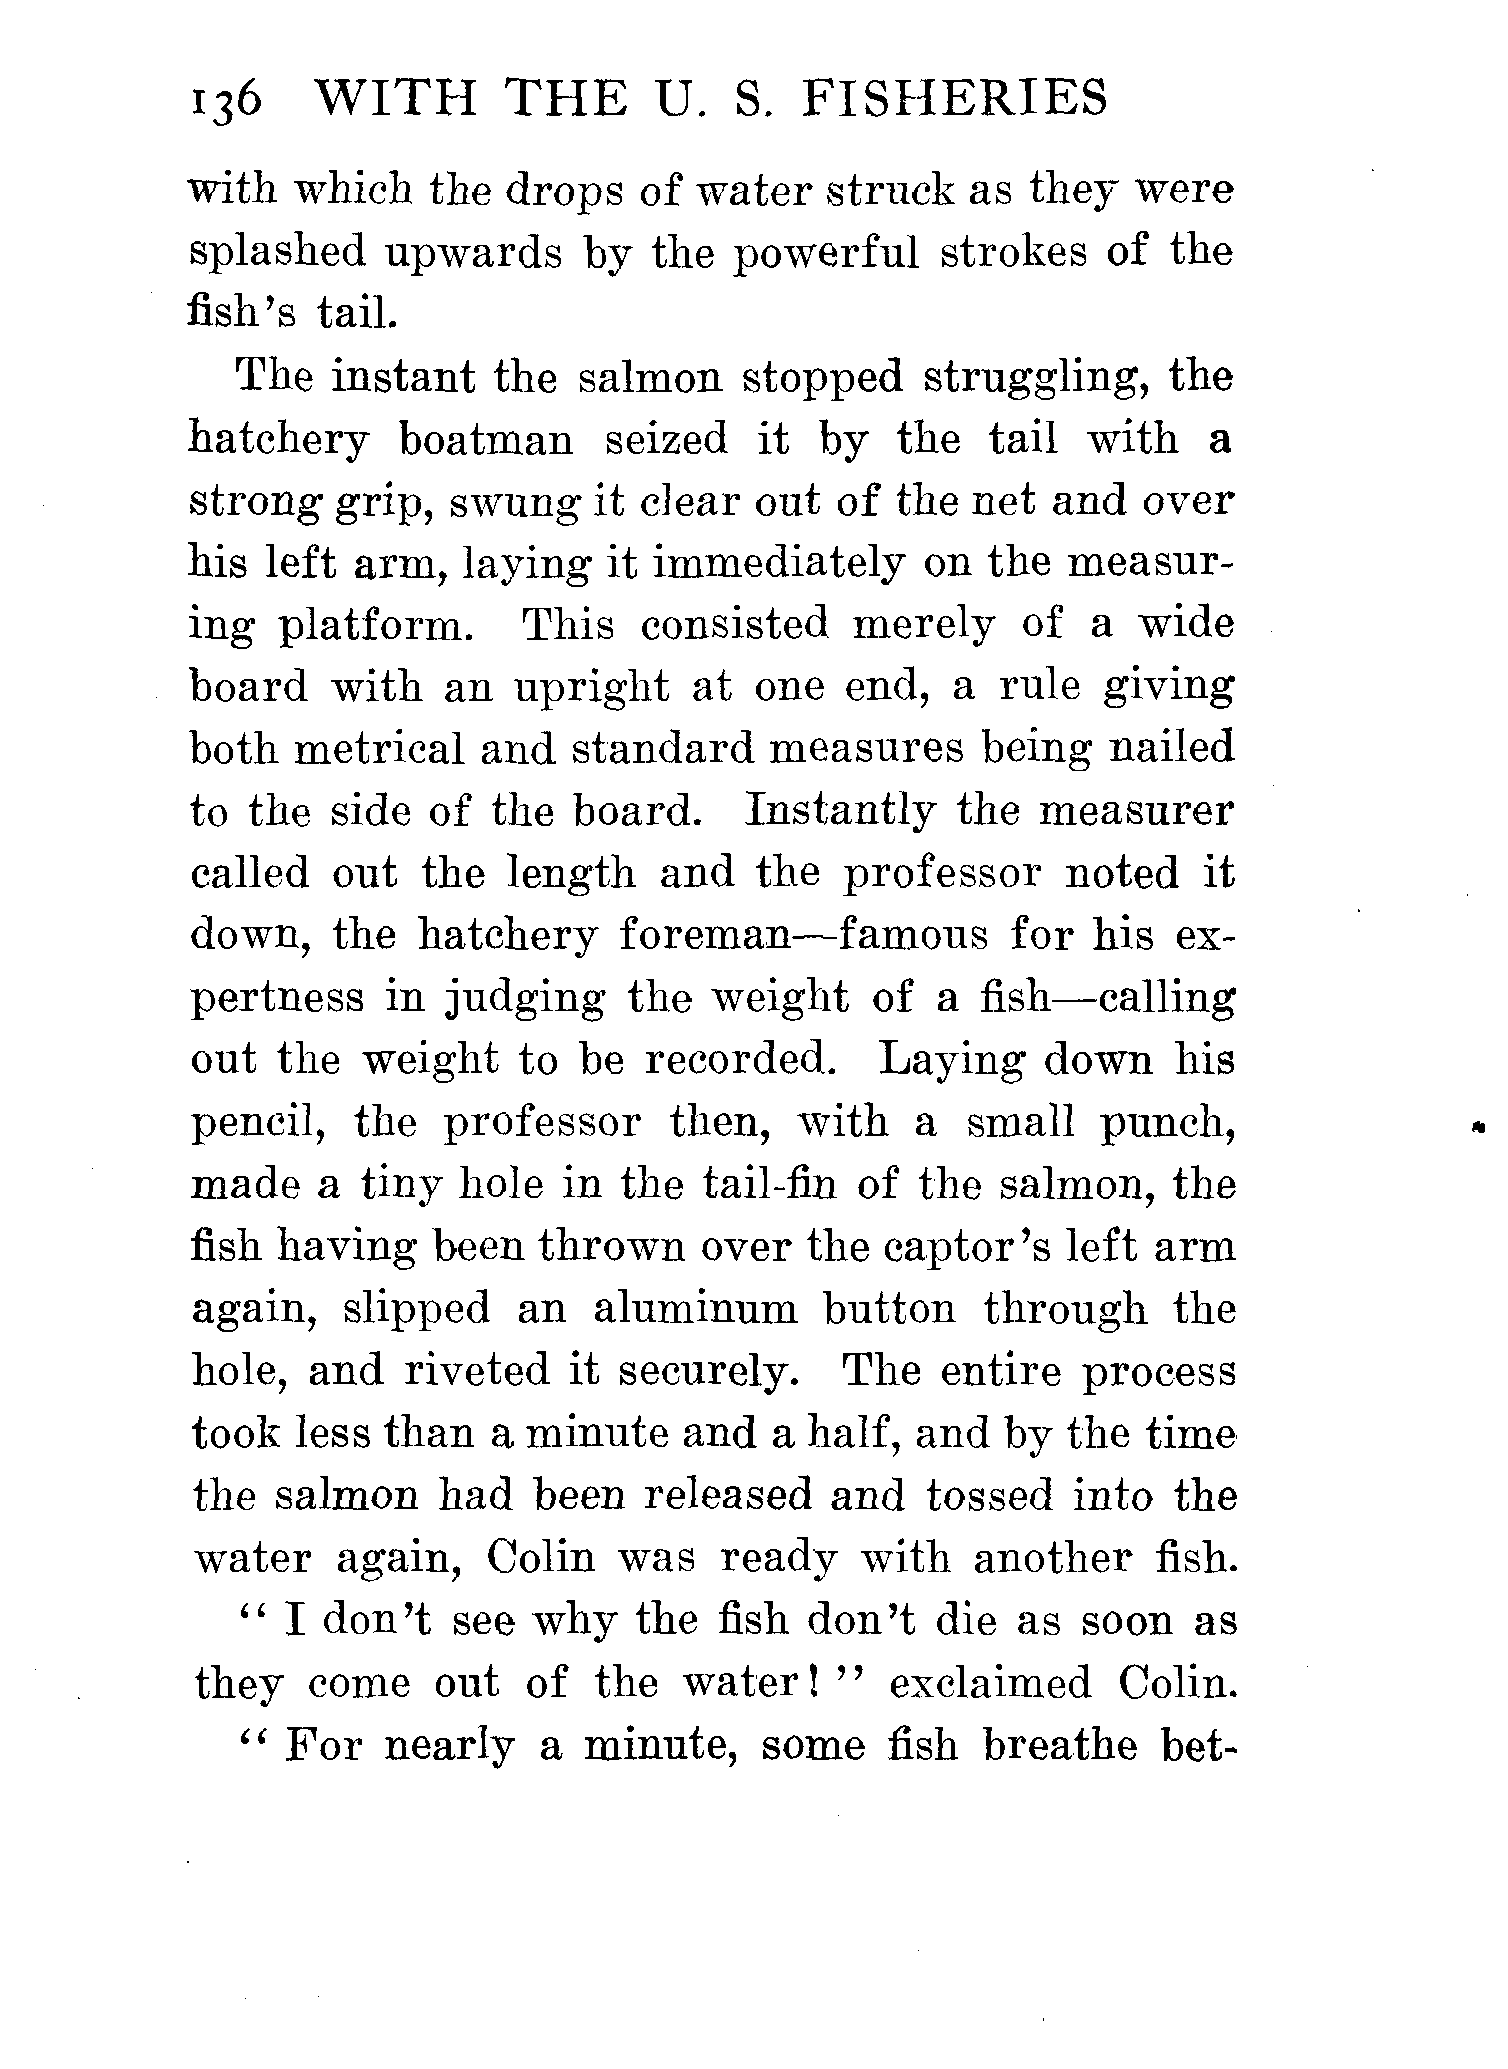 136 WITH THE U. S. FISHERIES
with which the drops of water struck as they were
splashed upwards by the powerful strokes of the
fish's tail.
The instant the salmon stopped struggling, the
hatchery boatman seized it by the tail with a
strong grip, swung it clear out of the net and over
his left arm, laying it immediately on the measur-
ing platform. This consisted merely of a wide
board with an upright at one end, a rule giving
both metrical and standard measures being nailed
to the side of the board. Instantly the measurer
called out the length and the professor noted it
down, the hatchery foreman—famous for his ex-
pertness in judging the weight of a fish—calling
out the weight to be recorded. Laying down his
pencil, the professor then, with a small punch,
made a tiny hole in the tail-fin of the salmon, the
fish having been thrown over the captor's left arm
again, slipped an aluminum button through the
hole, and riveted it securely. The entire process
took less than a minute and a half, and by the time
the salmon had been released and tossed into the
water again, Colin was ready with another fish.
" I don't see why the fish don't die as soon as
they come out of the water! " exclaimed Colin.
" For nearly a minute, some fish breathe bet-